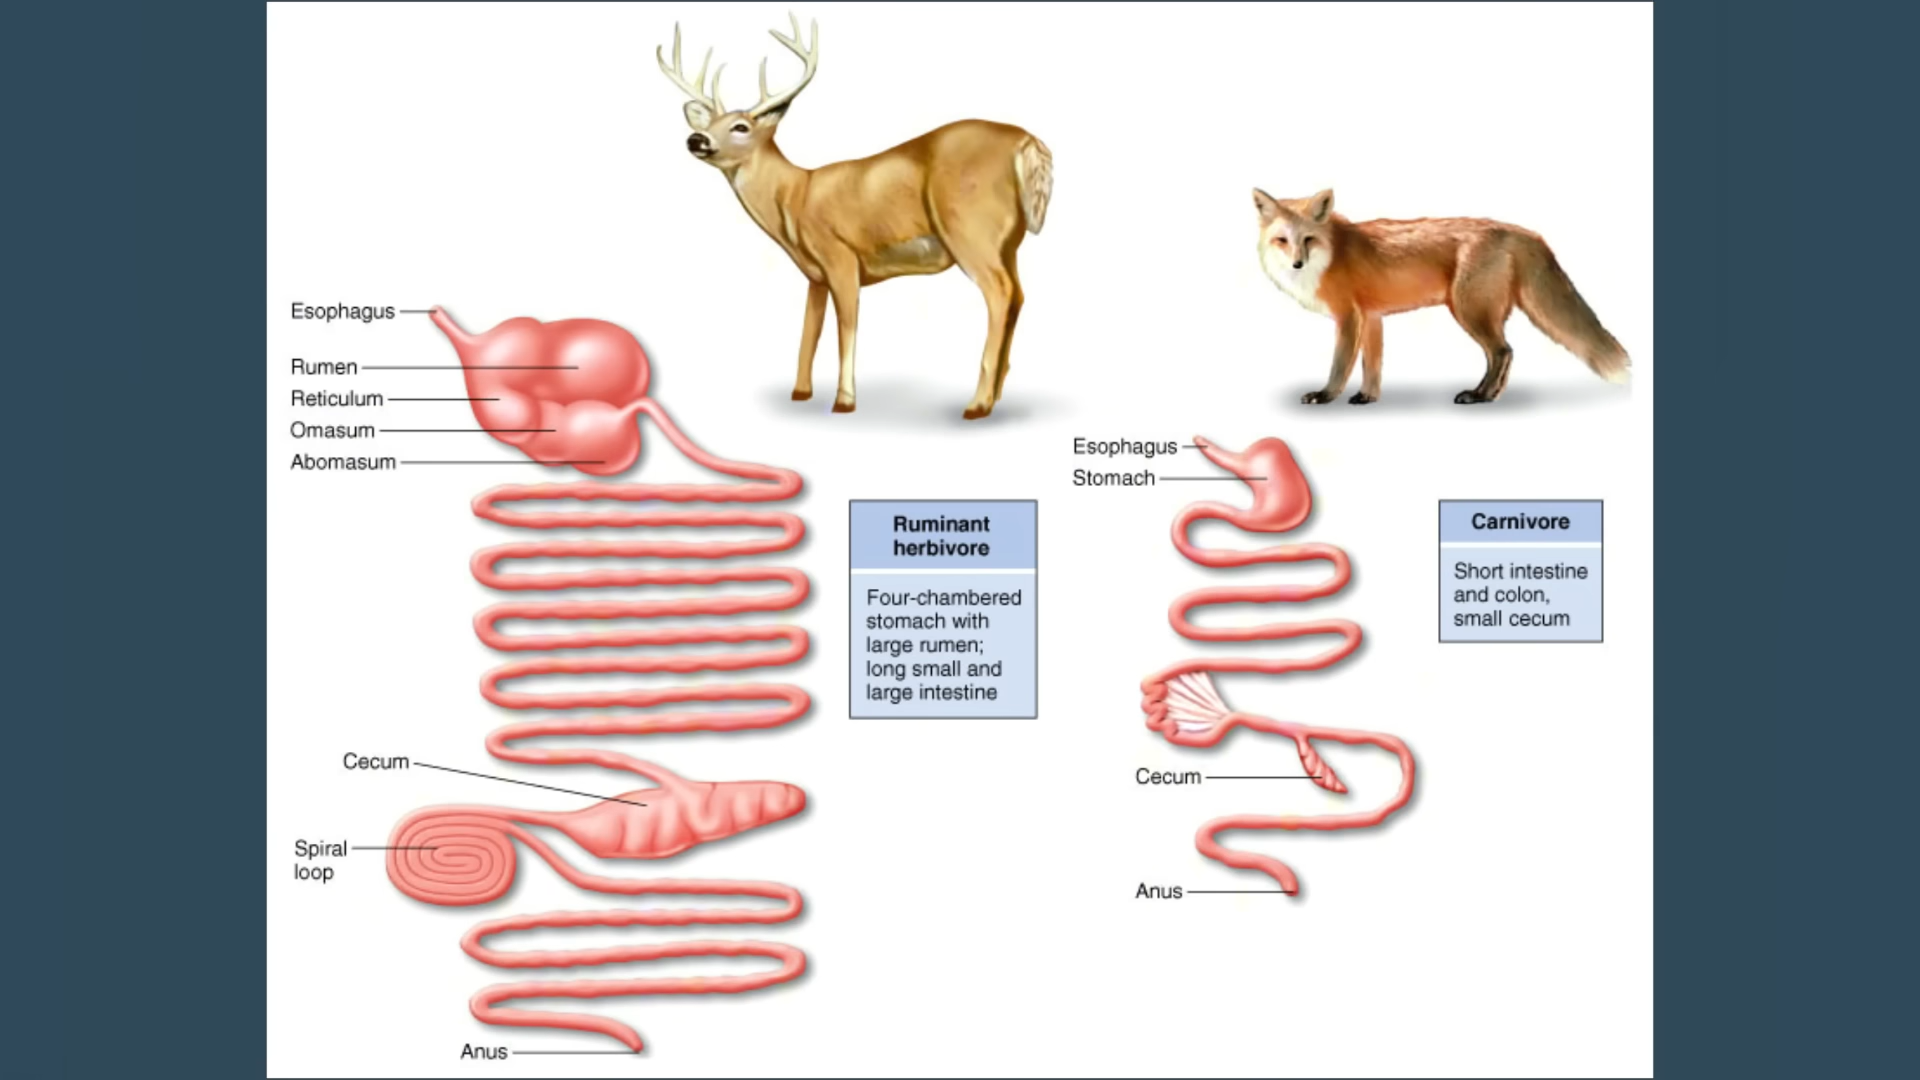 Esophagus
Rumen
Reticulum
Omasum
Abomasum
Ruminant
herbivore
Four-chambered
stomach with
large rumen;
long small and
large intestine
Cecum
Spiral
loop
Anus
Esophagus
Stomach
Carnivore
Short intestine
and colon,
small cecum
Cecum
Anus